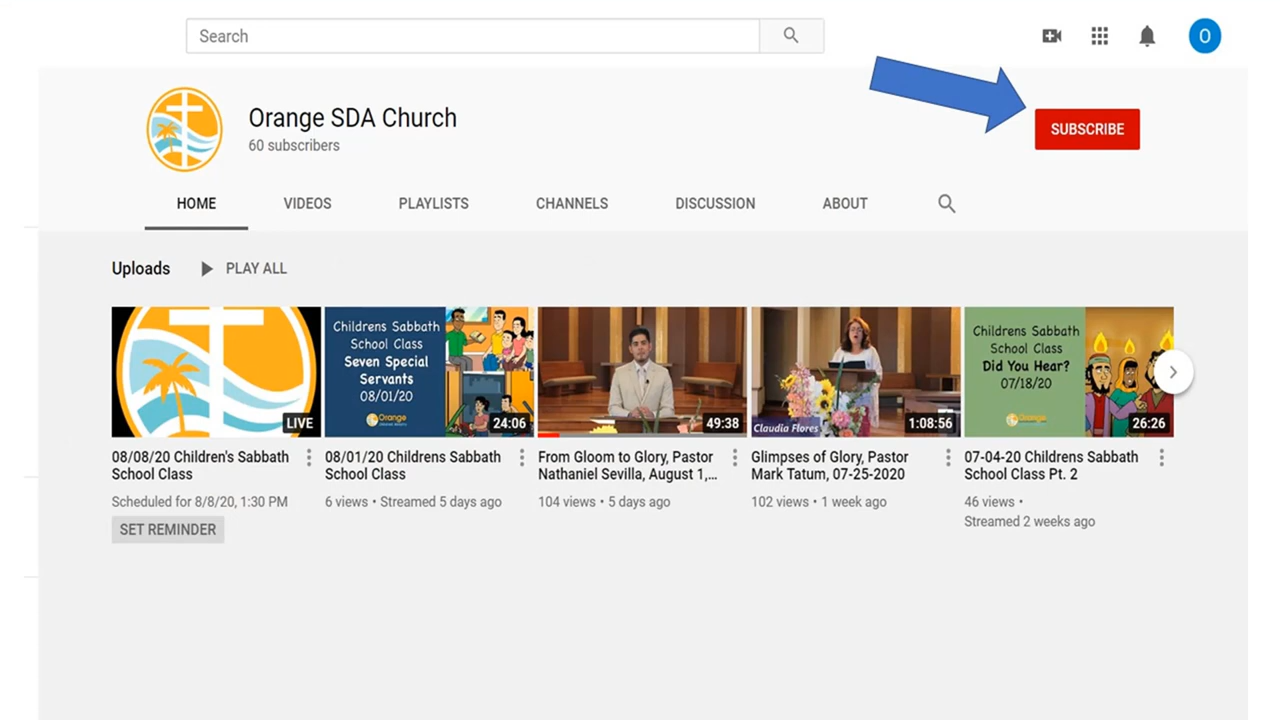 Search
O
Orange SDA Church
60 subscribers
SUBSCRIBE
HOME VIDEOS PLAYLISTS CHANNELS DISCUSSION ABOUT
Uploads PLAY ALL
LIVE
08/08/20 Children's Sabbath
School Class
Scheduled for 8/8/20, 1:30 PM
SET REMINDER
Childrens Sabbath
School Class
Seven Special
Servants
08/01/20
Orange
24:06
08/01/20 Childrens Sabbath
School Class
6 views • Streamed 5 days ago
49:38
From Gloom to Glory, Pastor
Nathaniel Sevilla, August 1,...
104 views • 5 days ago
Claudia Flores
1:08:56
Glimpses of Glory, Pastor
Mark Tatum, 07-25-2020
102 views • 1 week ago
Childrens Sabbath
School Class
Did You Hear?
07/18/20
Orange
26:26
07-04-20 Childrens Sabbath
School Class Pt. 2
46 views •
Streamed 2 weeks ago